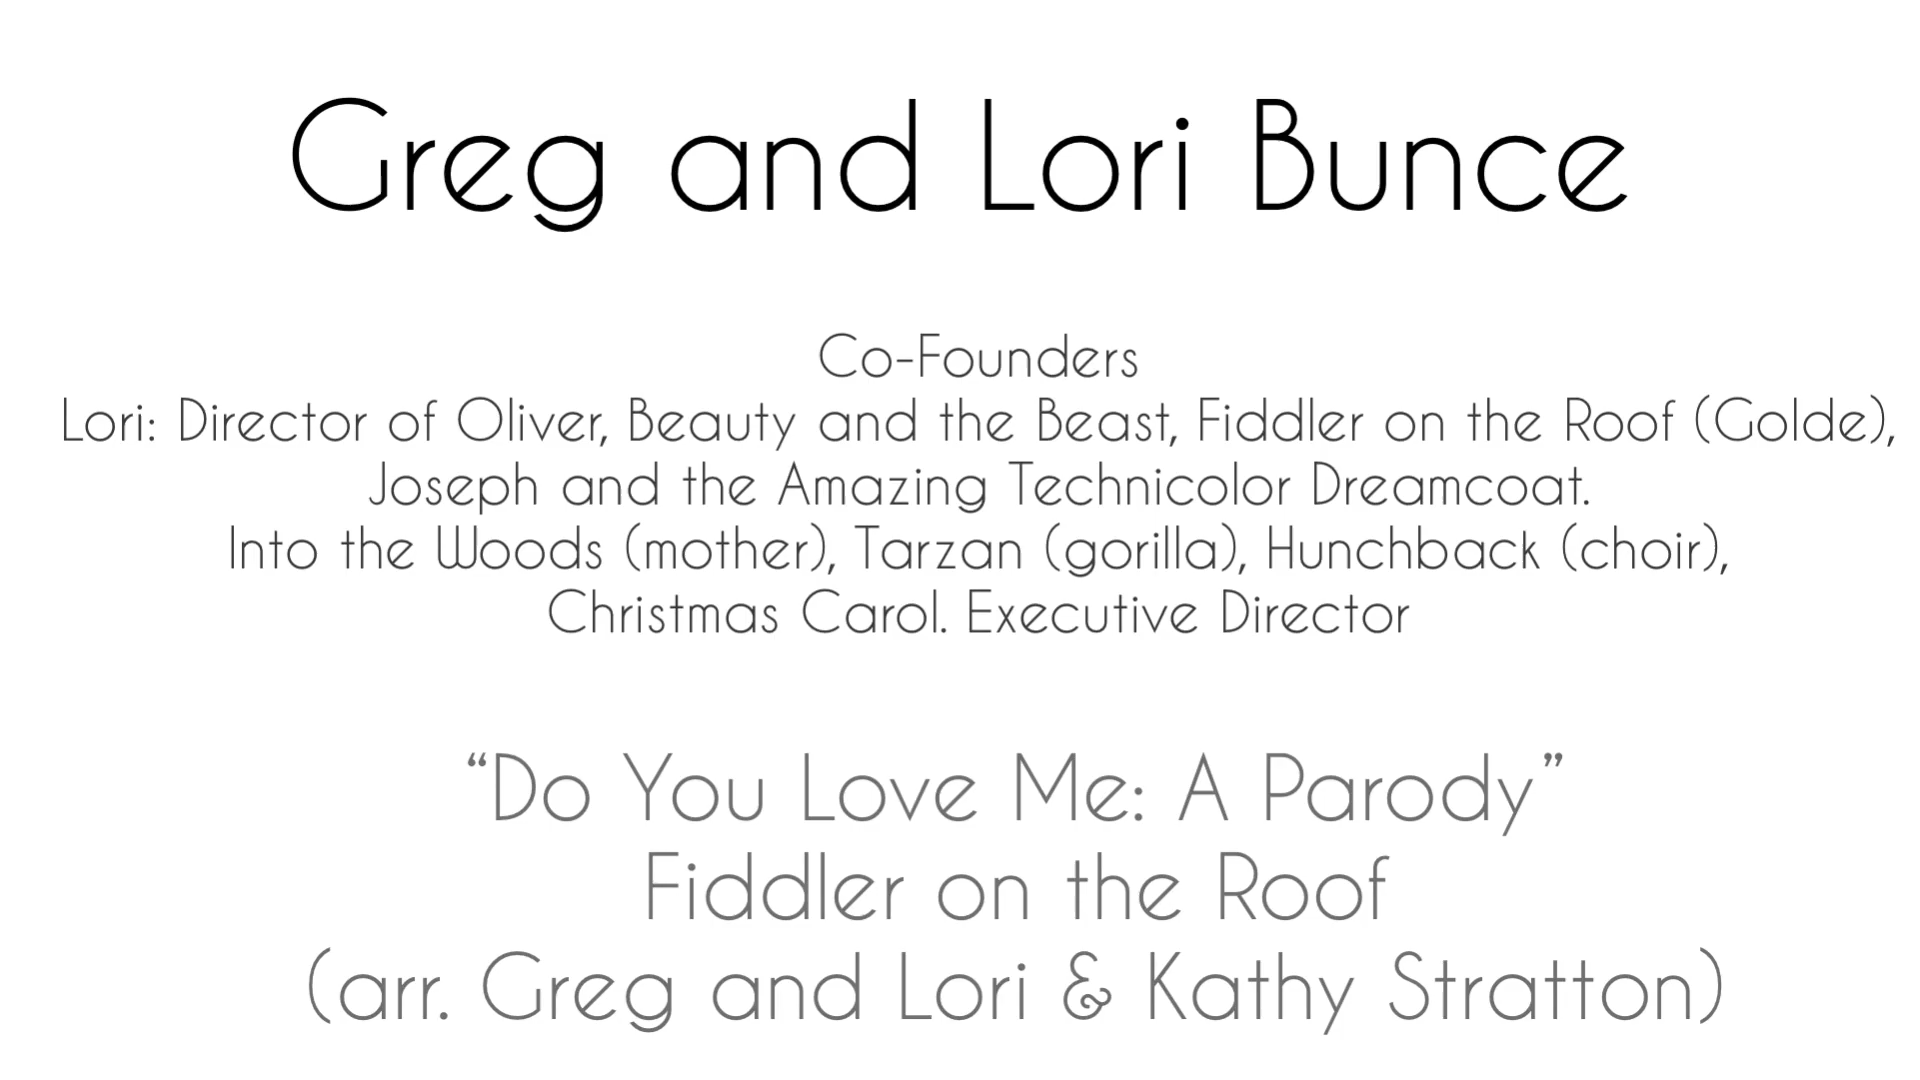 Greg and Lori Bunce
Co-Founders
Lori: Director of Oliver, Beauty and the Beast, Fiddler on the Roof (Golde),
Joseph and the Amazing Technicolor Dreamcoat.
Into the Woods (mother), Tarzan (gorilla), Hunchback (choir),
Christmas Carol. Executive Director
“Do You Love Me: A Parody”
Fiddler on the Roof
(arr. Greg and Lori & Kathy Stratton)